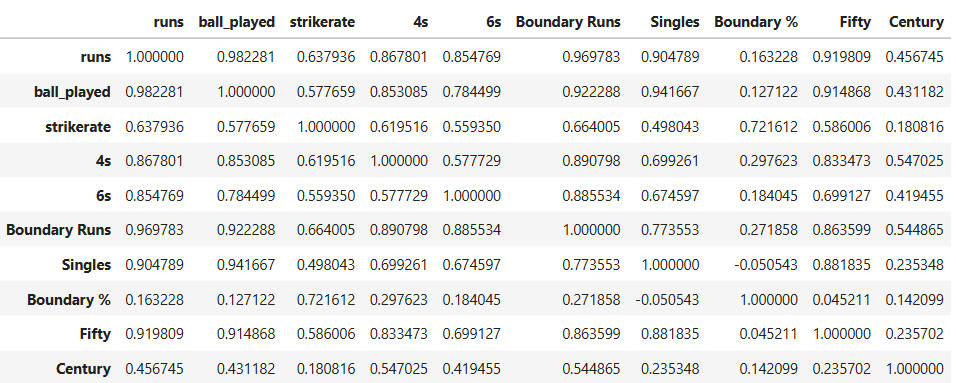 runs ball_played strikerate 4s 6s Boundary Runs Singles Boundary % Fifty Century
runs 1.000000 0.982281 0.637936 0.867801 0.854769 0.969783 0.904789 0.163228 0.919809 0.456745
ball_played 0.982281 1.000000 0.577659 0.853085 0.784499 0.922288 0.941667 0.127122 0.914868 0.431182
strikerate 0.637936 0.577659 1.000000 0.619516 0.559350 0.664005 0.498043 0.721612 0.586006 0.180816
4s 0.867801 0.853085 0.619516 1.000000 0.577729 0.890798 0.699261 0.297623 0.833473 0.547025
6s 0.854769 0.784499 0.559350 0.577729 1.000000 0.885534 0.674597 0.184045 0.699127 0.419455
Boundary Runs 0.969783 0.922288 0.664005 0.890798 0.885534 1.000000 0.773553 0.271858 0.863599 0.544865
Singles 0.904789 0.941667 0.498043 0.699261 0.674597 0.773553 1.000000 -0.050543 0.881835 0.235348
Boundary % 0.163228 0.127122 0.721612 0.297623 0.184045 0.271858 -0.050543 1.000000 0.045211 0.142099
Fifty 0.919809 0.914868 0.586006 0.833473 0.699127 0.863599 0.881835 0.045211 1.000000 0.235702
Century 0.456745 0.431182 0.180816 0.547025 0.419455 0.544865 0.235348 0.142099 0.235702 1.000000